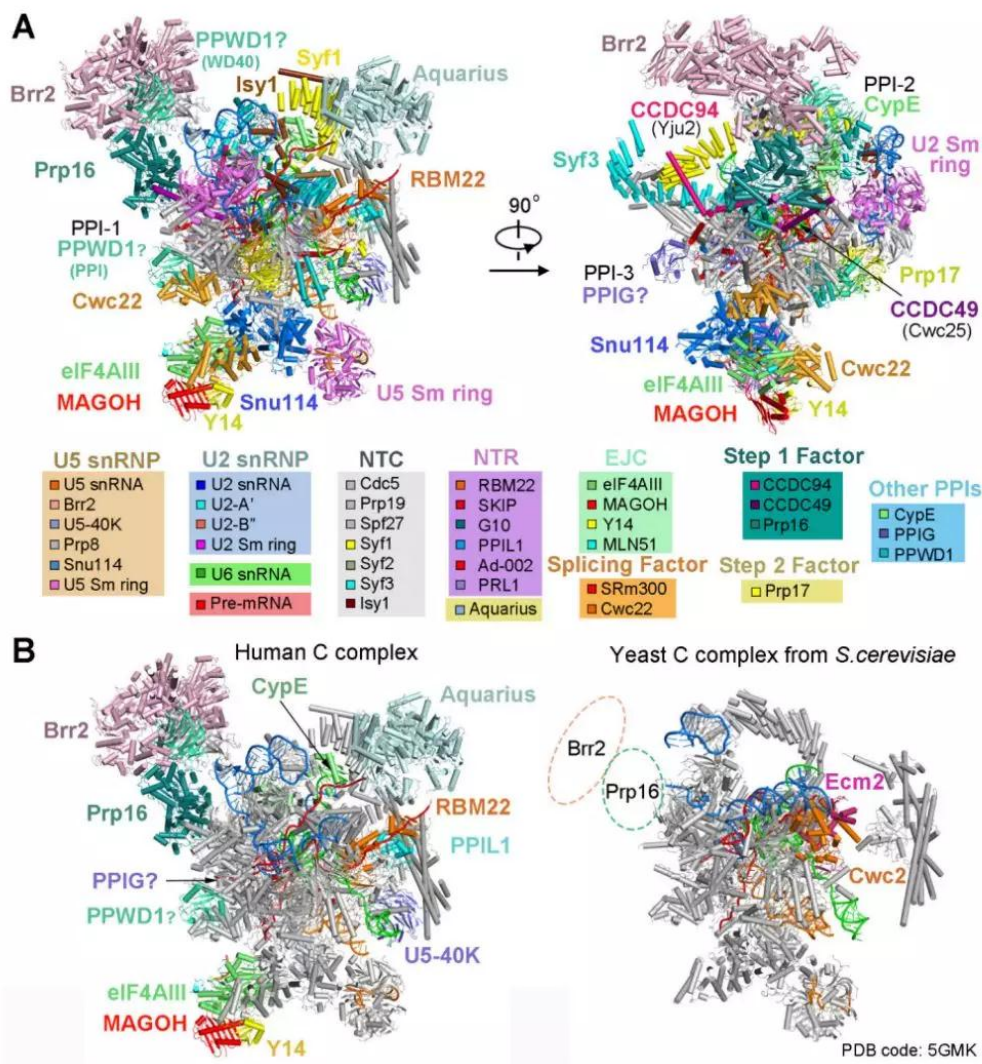 A
PPWD1?
(WD40)
Syf1
Isy1
Aquarius
Brr2
Prp16
RBM22
PPI-1
PPWD1?
(PPI)
Cwc22
eIF4AIII
MAGOH
Y14
Snu114
U5 Sm ring
90°
Brr2
PPI-2
CypE
CCDC94
(Yju2)
U2 Sm
ring
Syf3
PPI-3
PPIG?
Prp17
CCDC49
(Cwc25)
Snu114
Cwc22
eIF4AIII
MAGOH
Y14
U5 snRNP
U5 snRNA
Brr2
U5-40K
Prp8
Snu114
U5 Sm ring
U2 snRNP
U2 snRNA
U2-A'
U2-B"
U2 Sm ring
U6 snRNA
Pre-mRNA
NTC
Cdc5
Prp19
Spf27
Syf1
Syf2
Syf3
Isy1
NTR
RBM22
SKIP
G10
PPIL1
Ad-002
PRL1
Aquarius
EJC
eIF4AIII
MAGOH
Y14
MLN51
Splicing Factor
SRm300
Cwc22
Step 1 Factor
CCDC94
CCDC49
Prp16
Step 2 Factor
Prp17
Other PPIs
CypE
PPIG
PPWD1
B
Human C complex
CypE
Aquarius
Brr2
Prp16
RBM22
PPIL1
PPIG?
PPWD1?
U5-40K
eIF4AIII
MAGOH
Y14
Yeast C complex from S.cerevisiae
Brr2
Prp16
Ecm2
Cwc2
PDB code: 5GMK